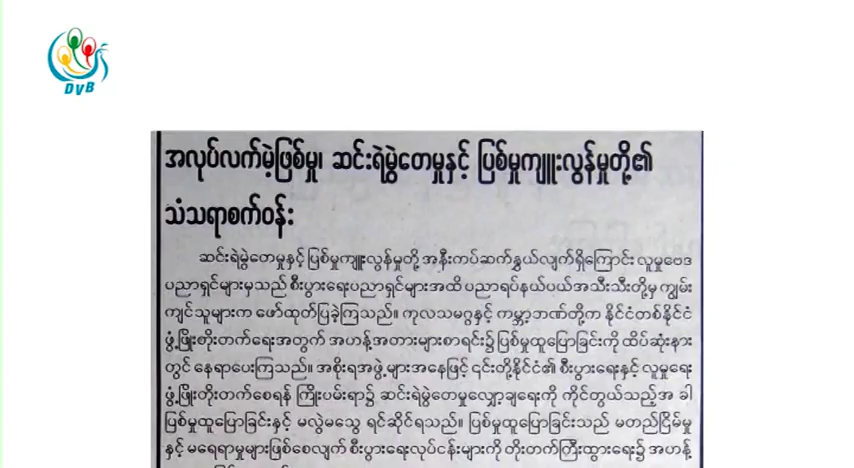 DVB
အလုပ်လက်မဲ့ဖြစ်မှု၊ ဆင်းရဲမွဲတေမှုနှင့် ပြစ်မှုကျူးလွန်မှုတို့၏
သံသရာစက်ဝန်း
ဆင်းရဲမွဲတေမှုနှင့် ပြစ်မှုကျူးလွန်မှုတို့ အနီးကပ်ဆက်နွှယ်လျက်ရှိကြောင်း လူမှုဗေဒ
ပညာရှင်များမှသည် စီးပွားရေးပညာရှင်များအထိ ပညာရပ်နယ်ပယ်အသီးသီးတို့မှ ကျွမ်း
ကျင်သူများက ဖော်ထုတ်ပြခဲ့ကြသည်။ ကုလသမဂ္ဂနှင့် ကမ္ဘာ့ဘဏ်တို့က နိုင်ငံတစ်နိုင်ငံ
ဖွံ့ဖြိုးတိုးတက်ရေးအတွက် အဟန့်အတားများစာရင်း၌ ပြစ်မှုထူပြောခြင်းကို ထိပ်ဆုံးနား
တွင် နေရာပေးကြသည်။ အစိုးရအဖွဲ့များအနေဖြင့် ၎င်းတို့နိုင်ငံ၏ စီးပွားရေးနှင့် လူမှုရေး
ဖွံ့ဖြိုးတိုးတက်စေရန် ကြိုးပမ်းရာ၌ ဆင်းရဲမွဲတေမှုလျှော့ချရေးကို ကိုင်တွယ်သည့်အ ခါ
ပြစ်မှုထူပြောခြင်းနှင့် မလွဲမသွေ ရင်ဆိုင်ရသည်။ ပြစ်မှုထူပြောခြင်းသည် မတည်ငြိမ်မှု
နှင့် မရေရာမှုများဖြစ်စေလျက် စီးပွားရေးလုပ်ငန်းများကို တိုးတက်ကြီးထွားရေး၌ အဟန့်